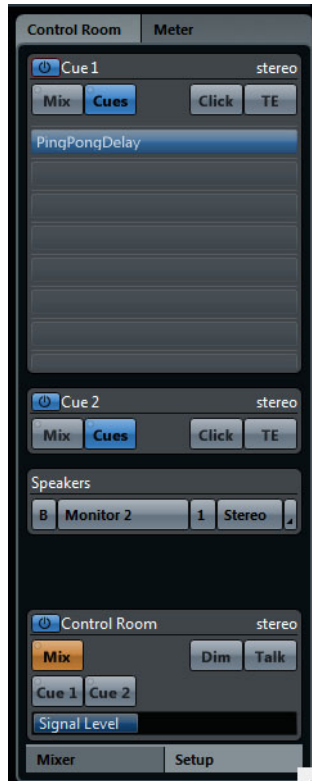 Control Room Meter
Cue 1 stereo
Mix Cues Click TE
PingPongDelay
Cue 2 stereo
Mix Cues Click TE
Speakers
B Monitor 2 1 Stereo
Control Room stereo
Mix Dim Talk
Cue 1 Cue 2
Signal Level
Mixer Setup